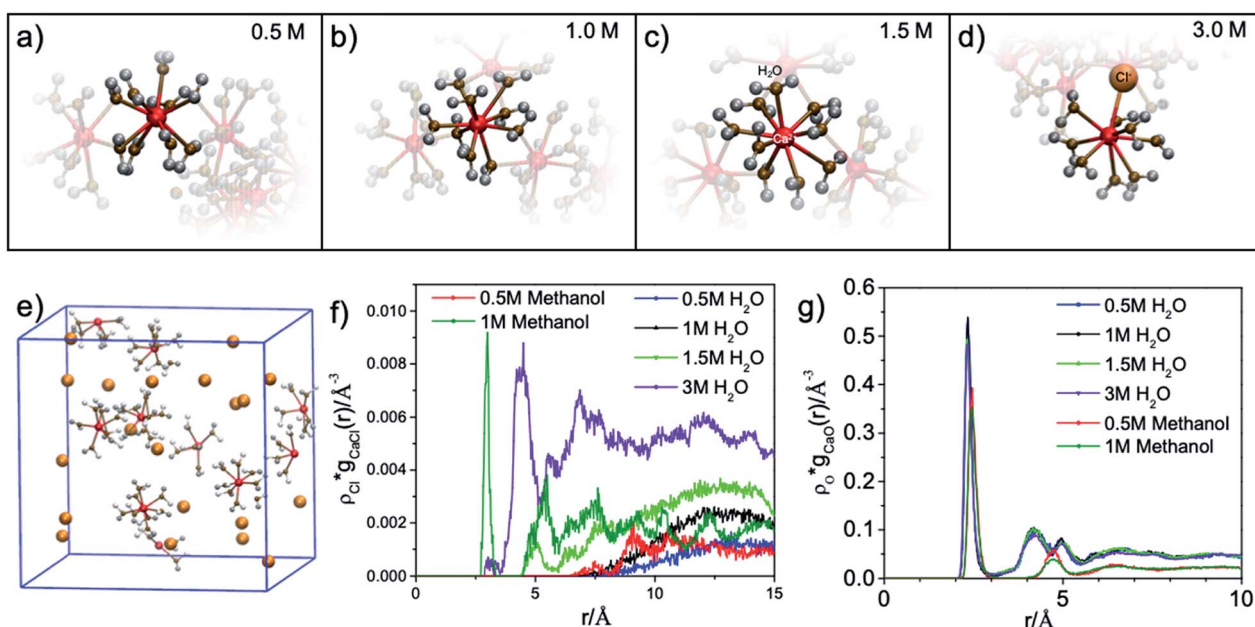 a) 0.5 M
b) 1.0 M
c) 1.5 M
H₂O
Ca²⁺
d) 3.0 M
Cl⁻
e)
f)
0.5M Methanol
1M Methanol
0.5M H₂O
1M H₂O
1.5M H₂O
3M H₂O
ρCl*gCaCl(r)/Å⁻³
0.010
0.008
0.006
0.004
0.002
0.000
0 5 10 15
r/Å
g)
0.5M H₂O
1M H₂O
1.5M H₂O
3M H₂O
0.5M Methanol
1M Methanol
ρO*gCaO(r)/Å⁻³
0.6
0.5
0.4
0.3
0.2
0.1
0.0
0 5 10
r/Å